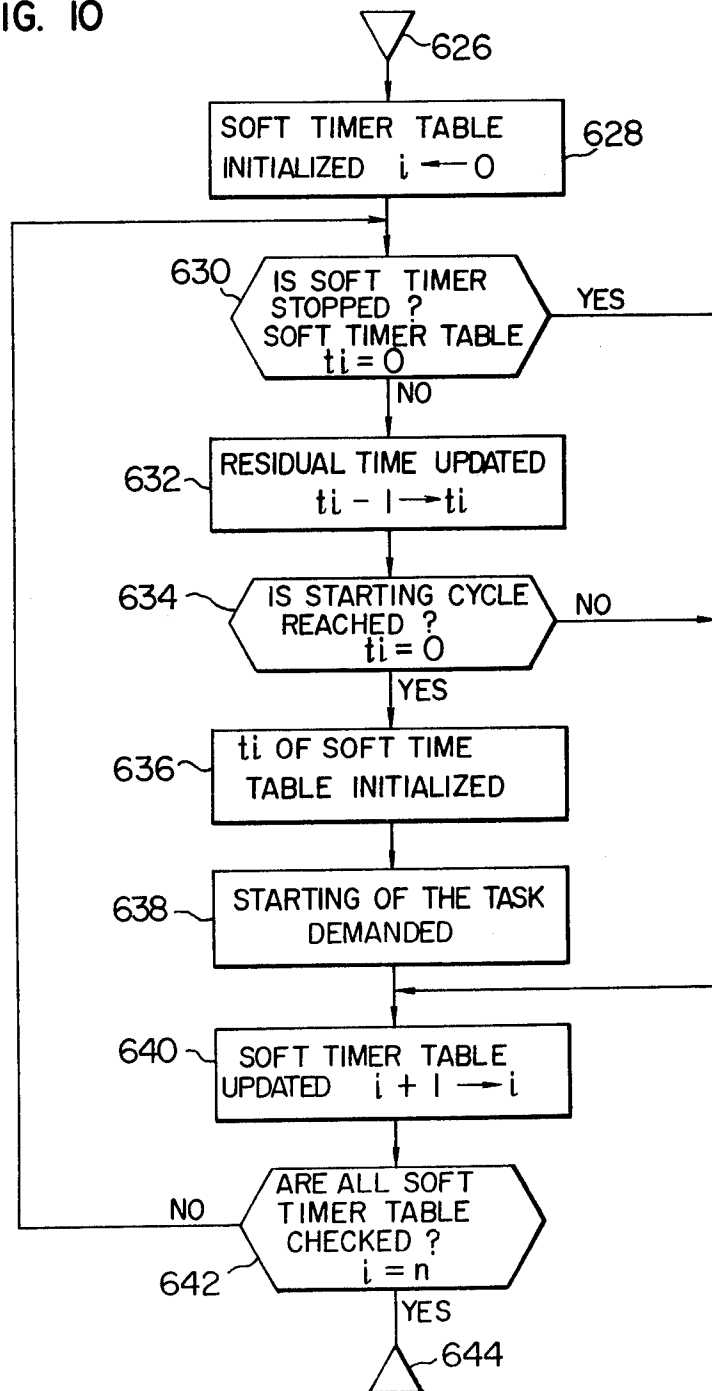 IG. 10
626
SOFT TIMER TABLE
INITIALIZED i ← 0
628
630
IS SOFT TIMER
STOPPED ?
SOFT TIMER TABLE
ti = 0
YES
NO
632
RESIDUAL TIME UPDATED
ti - 1 → ti
634
IS STARTING CYCLE
REACHED ?
ti = 0
NO
YES
636
ti OF SOFT TIME
TABLE INITIALIZED
638
STARTING OF THE TASK
DEMANDED
640
SOFT TIMER TABLE
UPDATED i + 1 → i
NO
ARE ALL SOFT
TIMER TABLE
CHECKED ?
i = n
642
YES
644